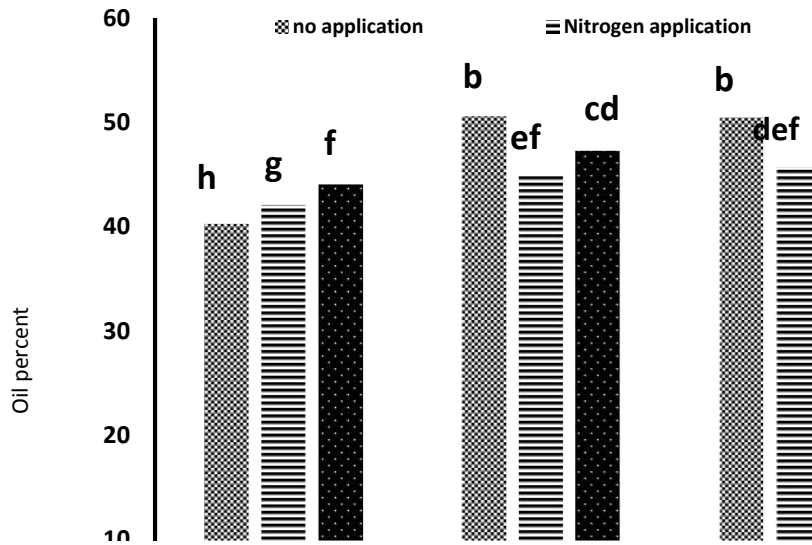 60
no application Nitrogen application
b b
50
cd
ef def
f
g
h
40
30
Oil percent
20
10